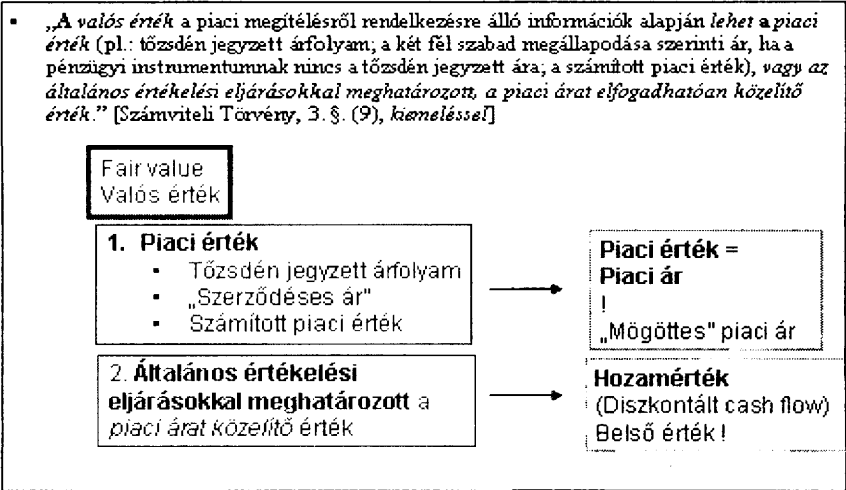 ▪ „A valós érték a piaci megítélésről rendelkezésre álló információk alapján lehet a piaci
érték (pl.: tőzsdén jegyzett árfolyam; a két fél szabad megállapodása szerinti ár, ha a
pénzügyi instrumentumnak nincs a tőzsdén jegyzett ára; a számított piaci érték), vagy az
általános értékelési eljárásokkal meghatározott, a piaci árat elfogadhatóan közelítő
érték.” [Számviteli Törvény, 3. §. (9), kiemeléssel]
Fair value
Valós érték
1. Piaci érték
▪ Tőzsdén jegyzett árfolyam
▪ „Szerződéses ár"
▪ Számított piaci érték
Piaci érték =
Piaci ár
!
„Mögöttes" piaci ár
2. Általános értékelési
eljárásokkal meghatározott a
piaci árat közelítő érték
Hozamérték
(Diszkontált cash flow)
Belső érték !